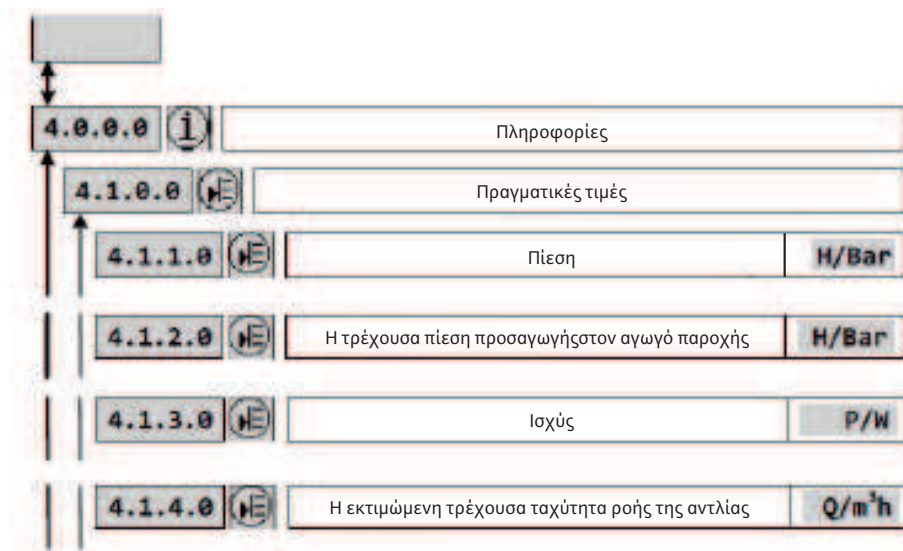 4.0.0.0 i Πληροφορίες
4.1.0.0 Πραγματικές τιμές
4.1.1.0 Πίεση H/Bar
4.1.2.0 Η τρέχουσα πίεση προσαγωγήςστον αγωγό παροχής H/Bar
4.1.3.0 Ισχύς P/W
4.1.4.0 Η εκτιμώμενη τρέχουσα ταχύτητα ροής της αντλίας Q/m³h